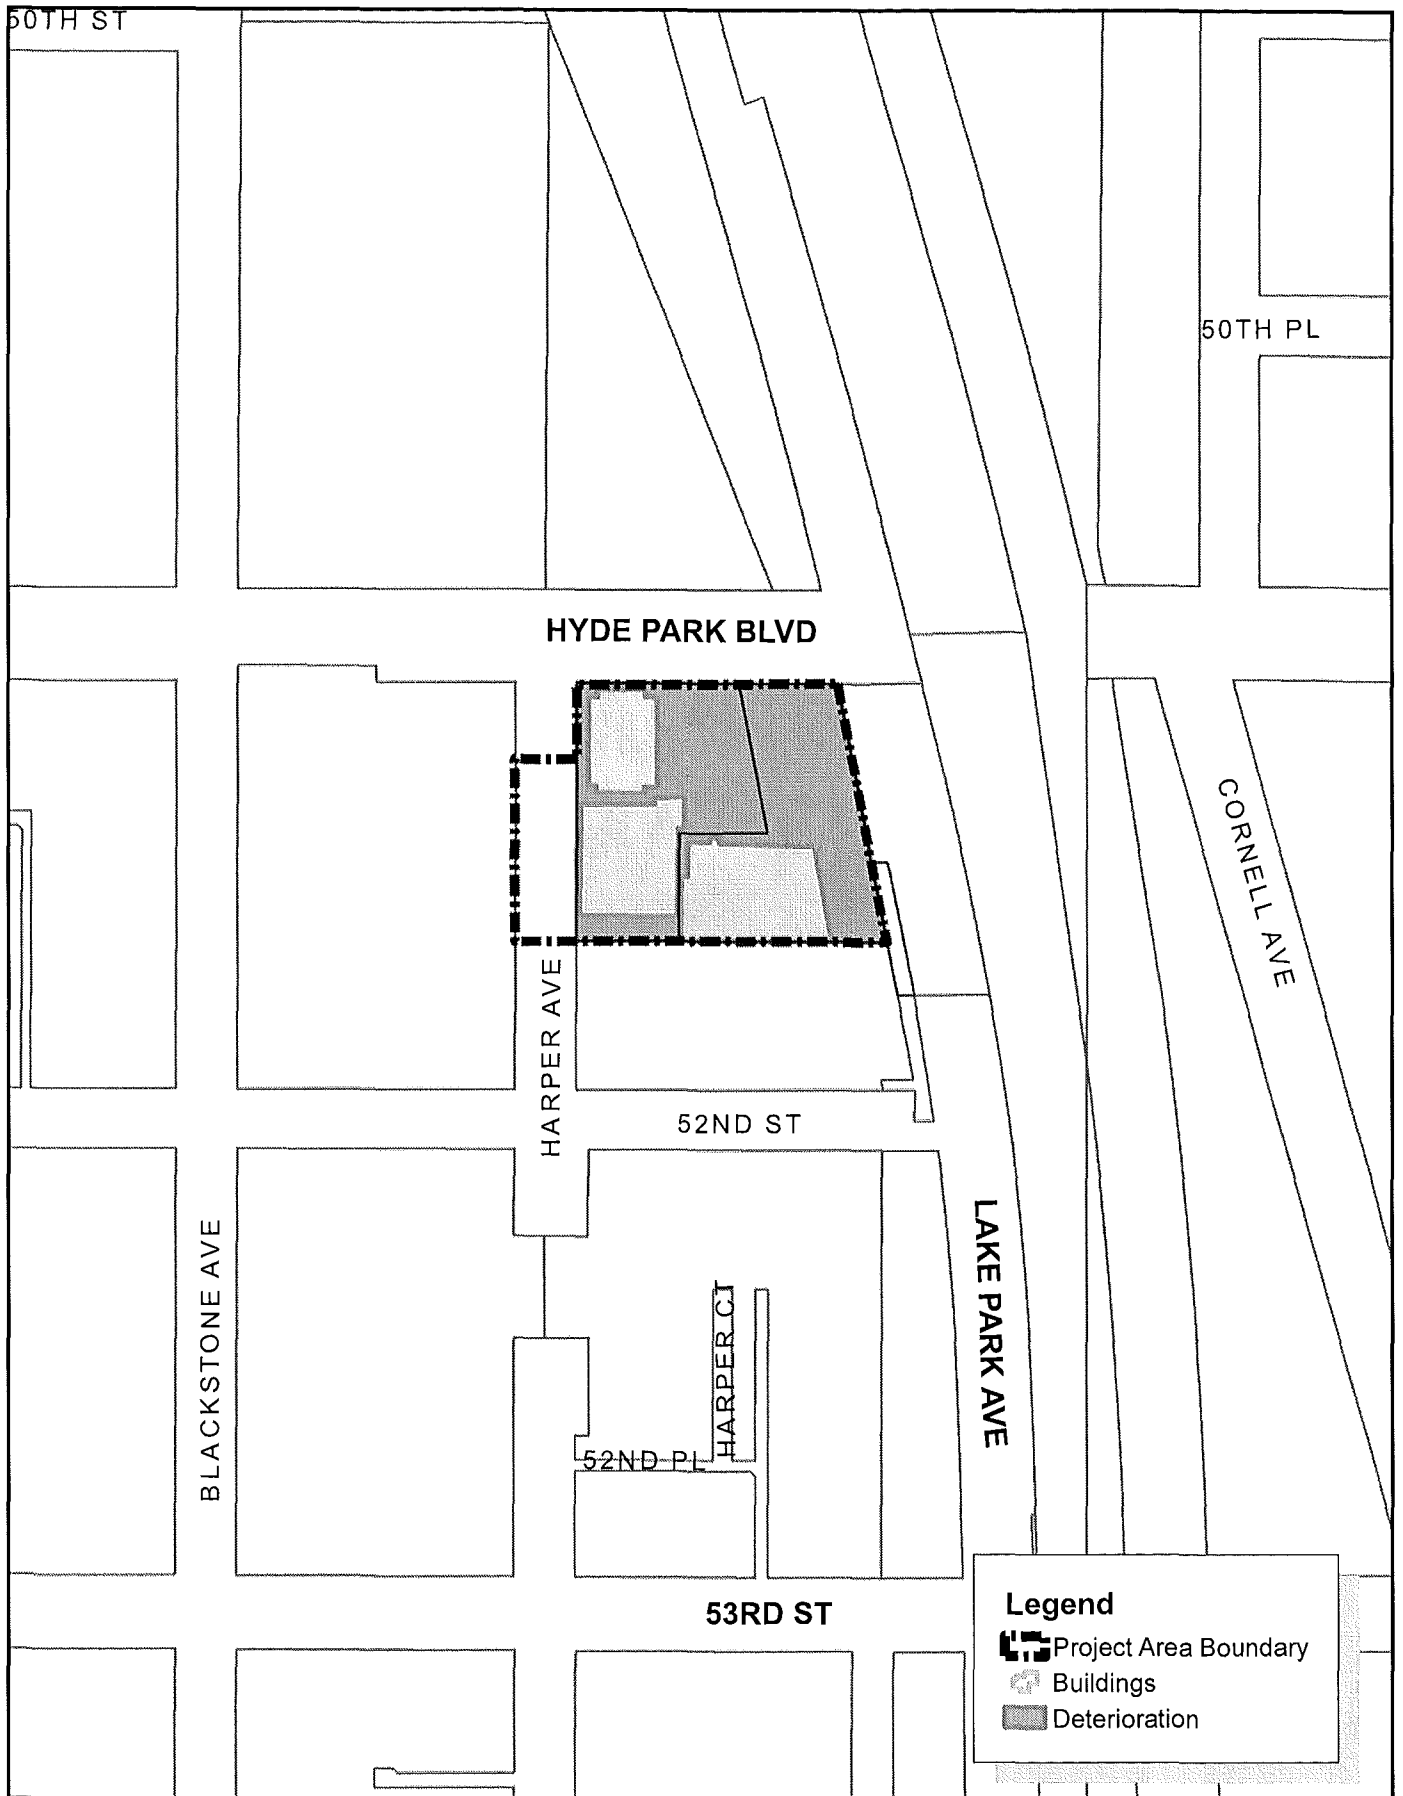 50TH ST
50TH PL
HYDE PARK BLVD
CORNELL AVE
HARPER AVE
52ND ST
BLACKSTONE AVE
LAKE PARK AVE
HARPER CT
52ND PL
53RD ST
Legend
Project Area Boundary
Buildings
Deterioration